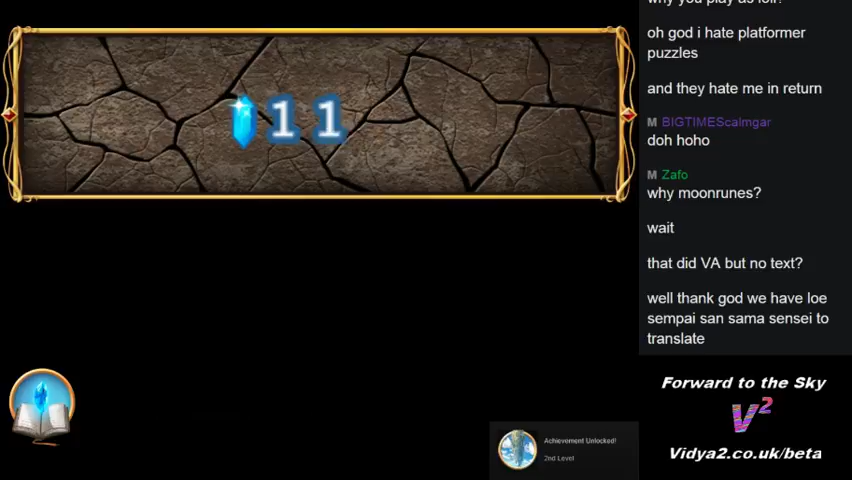 why you play as loli?
oh god i hate platformer
puzzles
and they hate me in return
M BIGTIMEScalmgar
doh hoho
M Zafo
why moonrunes?
wait
that did VA but no text?
well thank god we have loe
sempai san sama sensei to
translate
11
Achievement Unlocked!
2nd Level
Forward to the Sky
V2
Vidya2.co.uk/beta